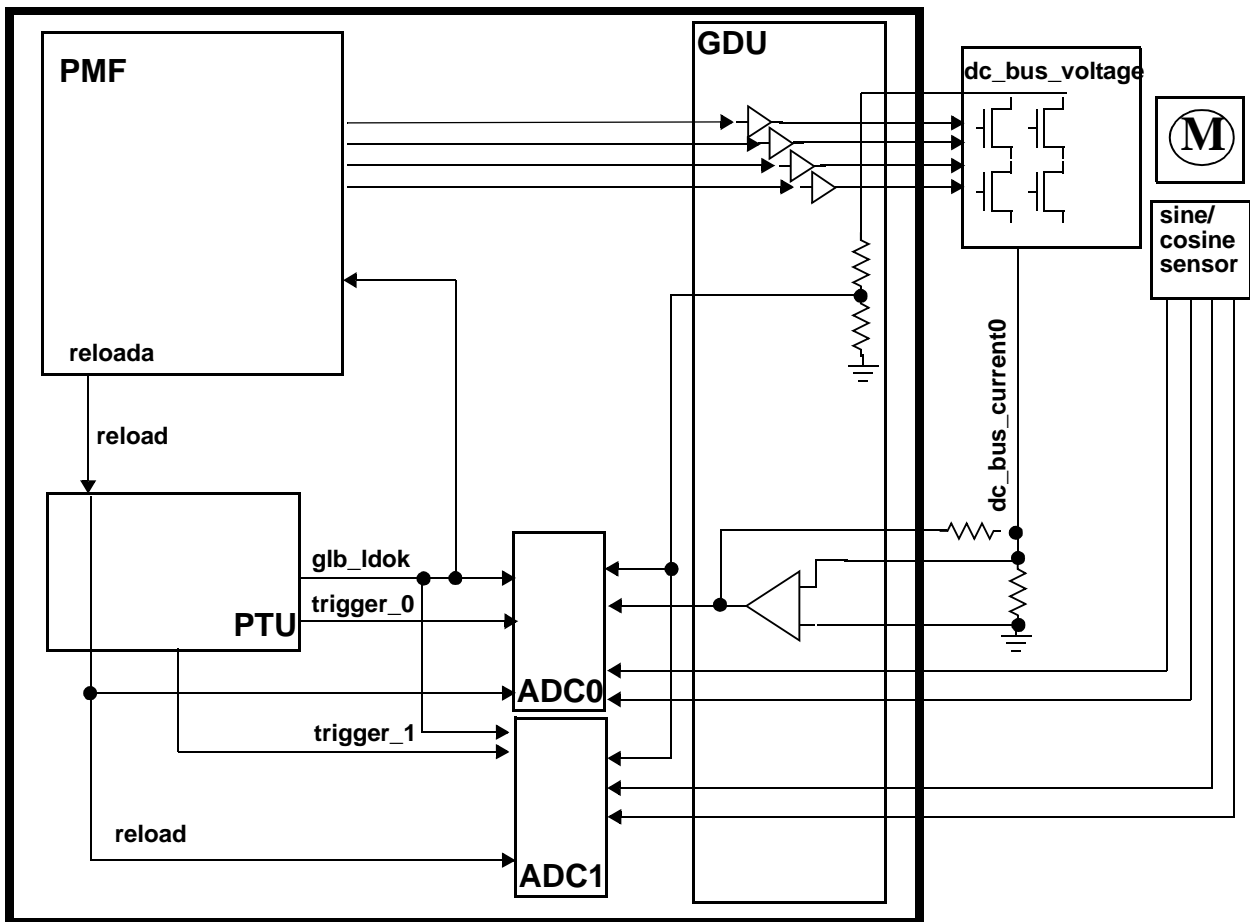 GDU
PMF
dc_bus_voltage
M
sine/
cosine
sensor
reloada
dc_bus_current0
reload
glb_ldok
trigger_0
PTU
ADC0
trigger_1
reload
ADC1